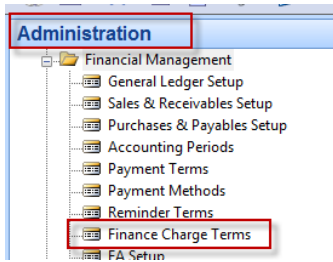 Administration
Financial Management
General Ledger Setup
Sales & Receivables Setup
Purchases & Payables Setup
Accounting Periods
Payment Terms
Payment Methods
Reminder Terms
Finance Charge Terms
FA Setup